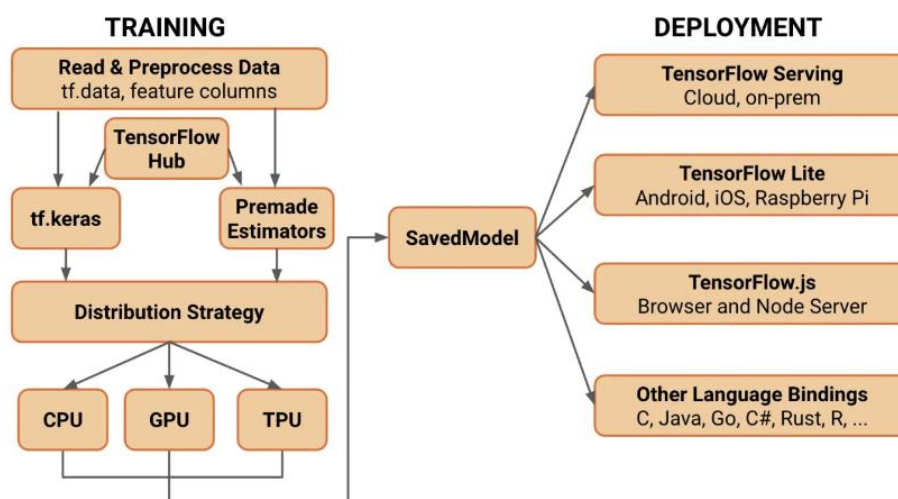 TRAINING
Read & Preprocess Data
tf.data, feature columns
TensorFlow
Hub
tf.keras
Premade
Estimators
Distribution Strategy
CPU
GPU
TPU
SavedModel
DEPLOYMENT
TensorFlow Serving
Cloud, on-prem
TensorFlow Lite
Android, iOS, Raspberry Pi
TensorFlow.js
Browser and Node Server
Other Language Bindings
C, Java, Go, C#, Rust, R, ...